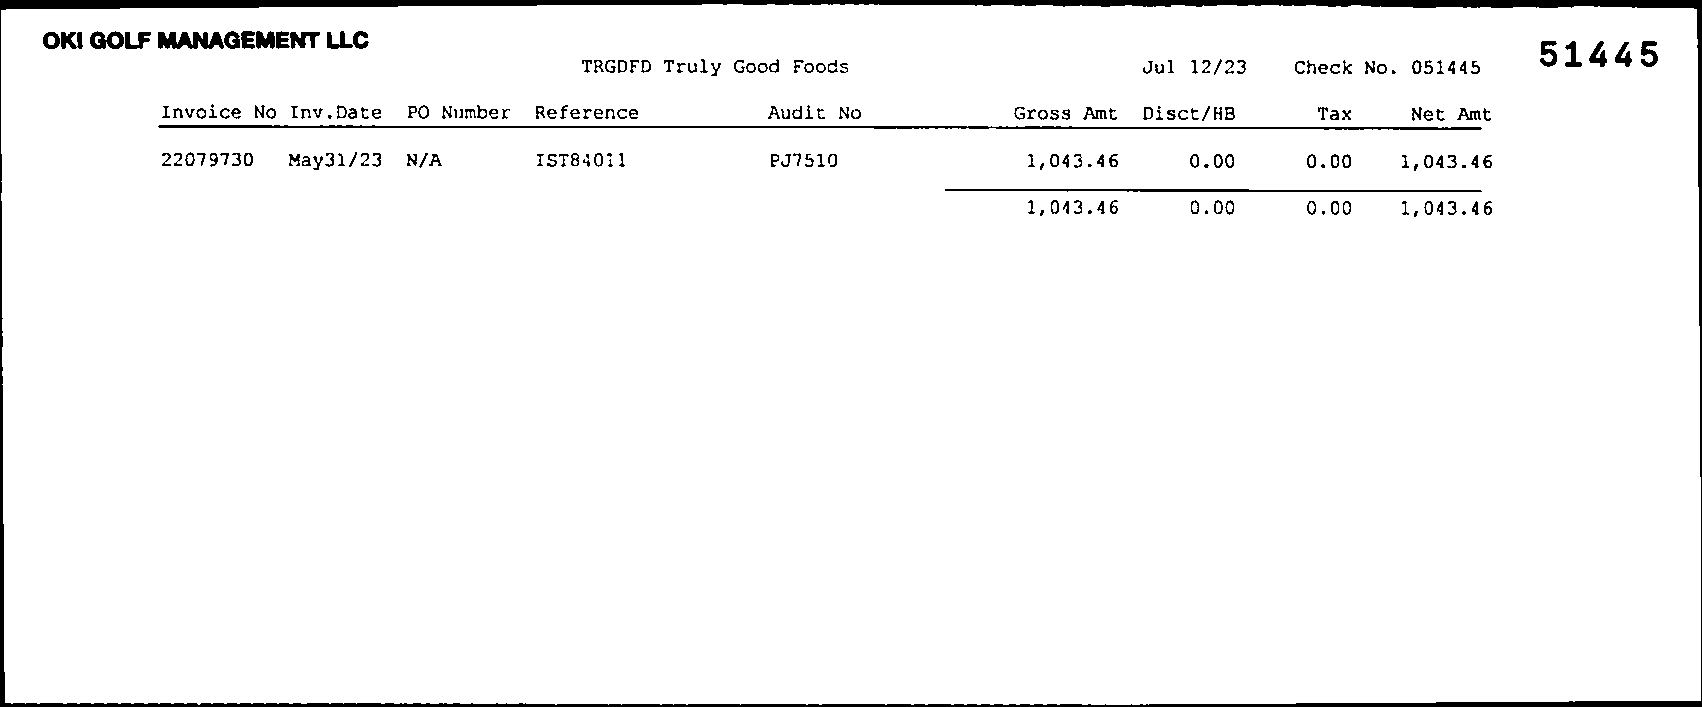 OKI GOLF MANAGEMENT LLC
51445
TRGDFD Truly Good Foods Jul 12/23 Check No. 051445
Invoice No Inv.Date PO Number Reference Audit No Gross Amt Disct/HB Tax Net Amt
22079730 May31/23 N/A IST84011 PJ7510 1,043.46 0.00 0.00 1,043.46
1,043.46 0.00 0.00 1,043.46